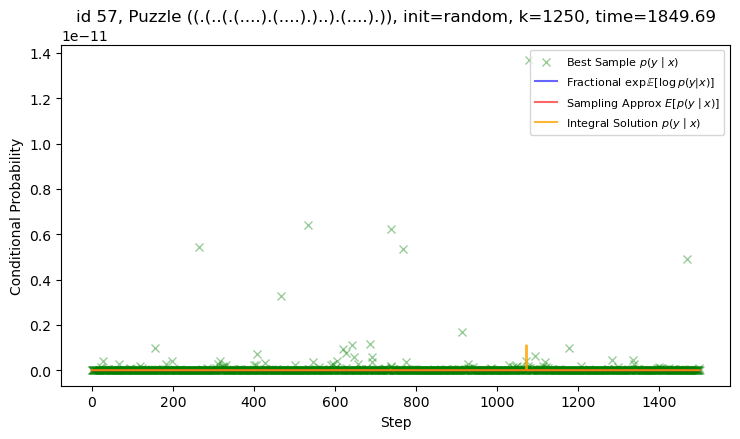 id 57, Puzzle ((.(..(.(....).(....).)..).(....).)), init=random, k=1250, time=1849.69
1e−11
1.4
1.2
1.0
0.8
0.6
0.4
0.2
0.0
Conditional Probability
Best Sample p(y | x)
Fractional exp𝔼[log p(y|x)]
Sampling Approx E[p(y | x)]
Integral Solution p(y | x)
0 200 400 600 800 1000 1200 1400
Step